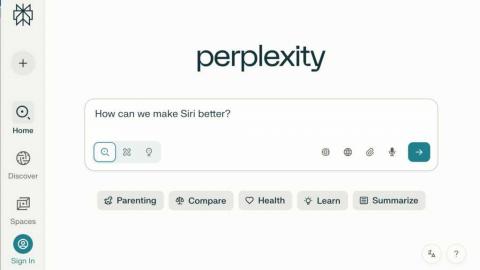 perplexity
How can we make Siri better?
Home
Discover
Spaces
Sign In
Parenting
Compare
Health
Learn
Summarize
?